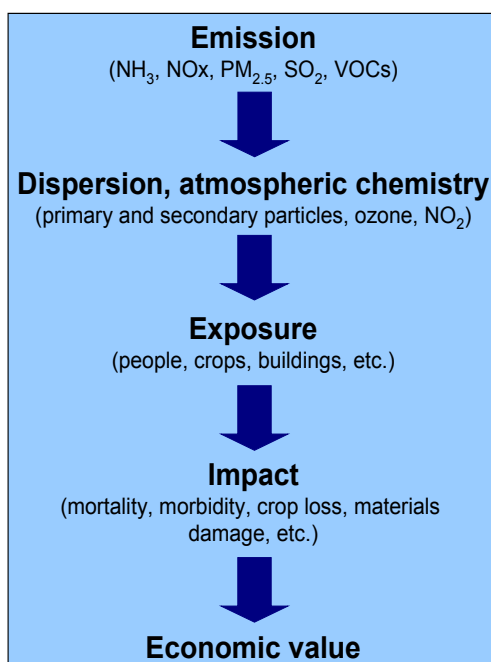 Emission
(NH3, NOx, PM2.5, SO2, VOCs)
Dispersion, atmospheric chemistry
(primary and secondary particles, ozone, NO2)
Exposure
(people, crops, buildings, etc.)
Impact
(mortality, morbidity, crop loss, materials
damage, etc.)
Economic value